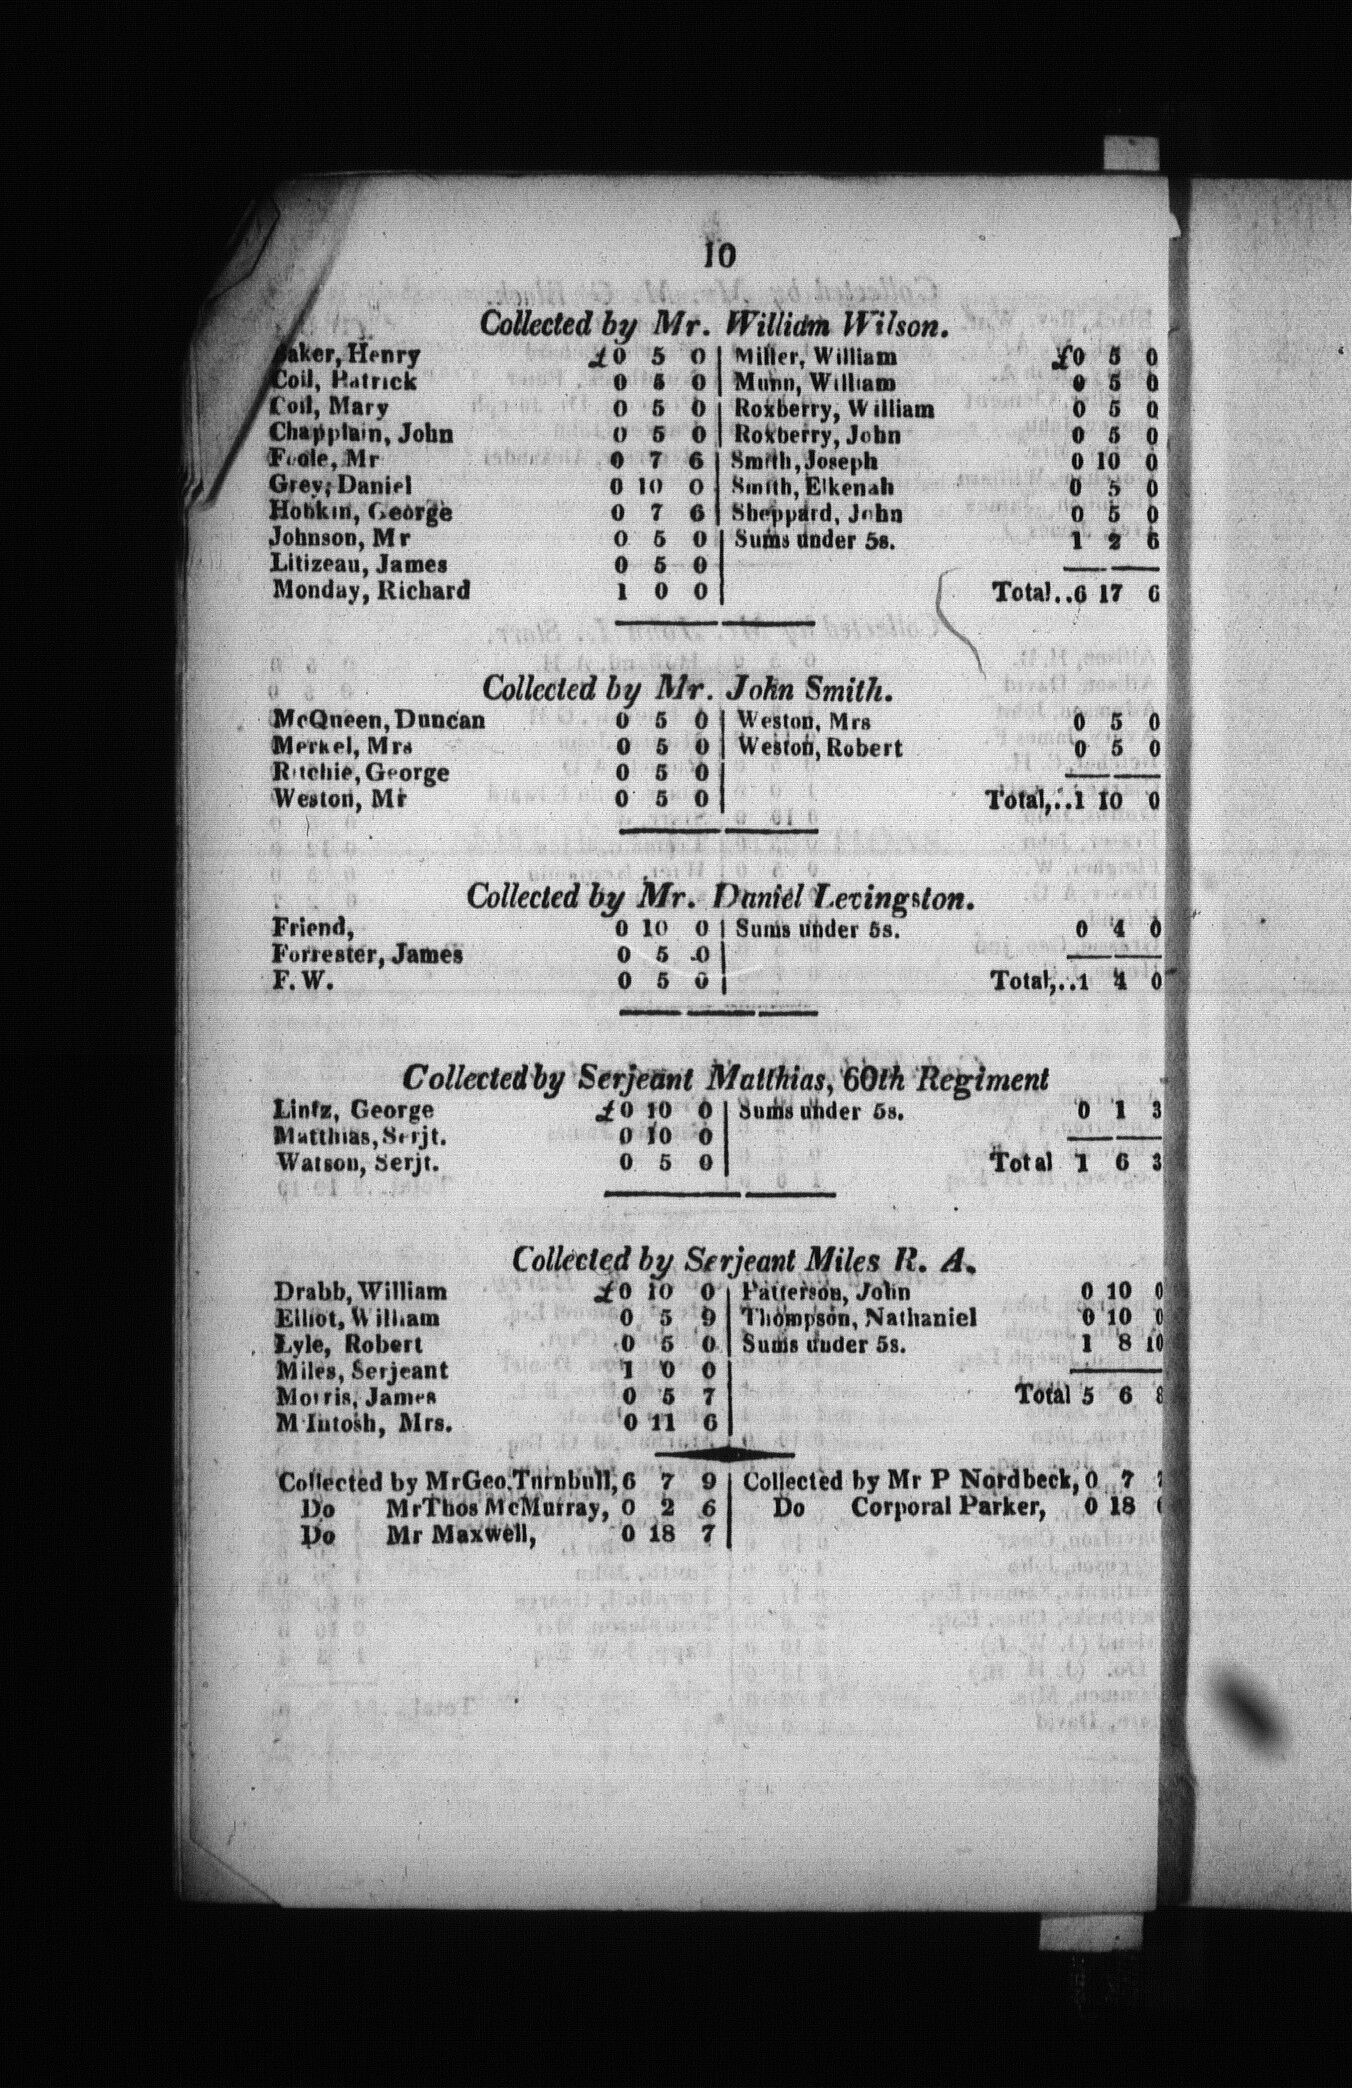 10
Collected by Mr. William Wilson.
aker, Henry £0 5 0
Coil, Patrick 0 5 0
Coil, Mary 0 5 0
Chapplain, John 0 5 0
Foole, Mr 0 7 6
Grey, Daniel 0 10 0
Hobkin, George 0 7 6
Johnson, Mr 0 5 0
Litizeau, James 0 5 0
Monday, Richard 1 0 0
Miller, William £0 5 0
Munn, William 0 5 0
Roxberry, William 0 5 0
Roxberry, John 0 5 0
Smith, Joseph 0 10 0
Smith, Elkenah 0 5 0
Sheppard, John 0 5 0
Sums under 5s. 1 2 6
Total..6 17 6
Collected by Mr. John Smith.
McQueen, Duncan 0 5 0
Merkel, Mrs 0 5 0
Ritchie, George 0 5 0
Weston, Mr 0 5 0
Weston, Mrs 0 5 0
Weston, Robert 0 5 0
Total,..1 10 0
Collected by Mr. Daniel Levingston.
Friend, 0 10 0
Forrester, James 0 5 0
F. W. 0 5 0
Sums under 5s. 0 4 0
Total,..1 4 0
Collected by Serjeant Matthias, 60th Regiment
Lintz, George £0 10 0
Matthias, Serjt. 0 10 0
Watson, Serjt. 0 5 0
Sums under 5s. 0 1 3
Total 1 6 3
Collected by Serjeant Miles R. A.
Drabb, William £0 10 0
Elliot, William 0 5 9
Lyle, Robert 0 5 0
Miles, Serjeant 1 0 0
Morris, James 0 5 7
M'Intosh, Mrs. 0 11 6
Patterson, John 0 10 0
Thompson, Nathaniel 0 10 0
Sums under 5s. 1 8 10
Total 5 6 8
Collected by Mr Geo. Turnbull, 6 7 9
Do Mr Thos McMurray, 0 2 6
Do Mr Maxwell, 0 18 7
Collected by Mr P Nordbeck, 0 7
Do Corporal Parker, 0 18